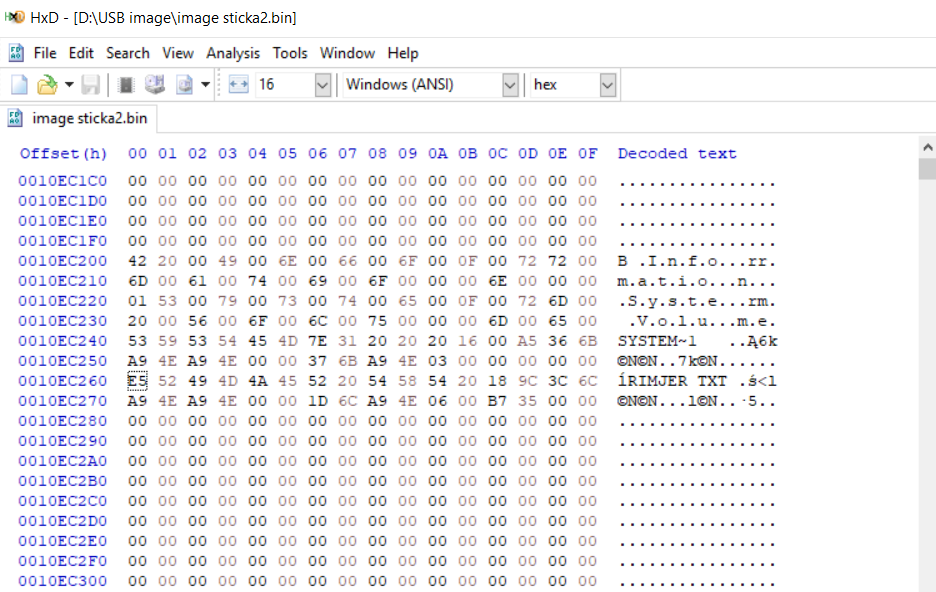 HxD - [D:\USB image\image sticka2.bin]
File Edit Search View Analysis Tools Window Help
16 Windows (ANSI) hex
image sticka2.bin
Offset(h) 00 01 02 03 04 05 06 07 08 09 0A 0B 0C 0D 0E 0F Decoded text
0010EC1C0 00 00 00 00 00 00 00 00 00 00 00 00 00 00 00 00 ................
0010EC1D0 00 00 00 00 00 00 00 00 00 00 00 00 00 00 00 00 ................
0010EC1E0 00 00 00 00 00 00 00 00 00 00 00 00 00 00 00 00 ................
0010EC1F0 00 00 00 00 00 00 00 00 00 00 00 00 00 00 00 00 ................
0010EC200 42 20 00 49 00 6E 00 66 00 6F 00 0F 00 72 72 00 B .I.n.f.o...rr.
0010EC210 6D 00 61 00 74 00 69 00 6F 00 00 00 6E 00 00 00 m.a.t.i.o...n...
0010EC220 01 53 00 79 00 73 00 74 00 65 00 0F 00 72 6D 00 .S.y.s.t.e...rm.
0010EC230 20 00 56 00 6F 00 6C 00 75 00 00 00 6D 00 65 00  .V.o.l.u...m.e.
0010EC240 53 59 53 54 45 4D 7E 31 20 20 20 16 00 A5 36 6B SYSTEM~1   ..Ą6k
0010EC250 A9 4E A9 4E 00 00 37 6B A9 4E 03 00 00 00 00 00 ©N©N..7k©N......
0010EC260 E5 52 49 4D 4A 45 52 20 54 58 54 20 18 9C 3C 6C ĺRIMJER TXT .ś<l
0010EC270 A9 4E A9 4E 00 00 1D 6C A9 4E 06 00 B7 35 00 00 ©N©N...l©N..·5..
0010EC280 00 00 00 00 00 00 00 00 00 00 00 00 00 00 00 00 ................
0010EC290 00 00 00 00 00 00 00 00 00 00 00 00 00 00 00 00 ................
0010EC2A0 00 00 00 00 00 00 00 00 00 00 00 00 00 00 00 00 ................
0010EC2B0 00 00 00 00 00 00 00 00 00 00 00 00 00 00 00 00 ................
0010EC2C0 00 00 00 00 00 00 00 00 00 00 00 00 00 00 00 00 ................
0010EC2D0 00 00 00 00 00 00 00 00 00 00 00 00 00 00 00 00 ................
0010EC2E0 00 00 00 00 00 00 00 00 00 00 00 00 00 00 00 00 ................
0010EC2F0 00 00 00 00 00 00 00 00 00 00 00 00 00 00 00 00 ................
0010EC300 00 00 00 00 00 00 00 00 00 00 00 00 00 00 00 00 ................